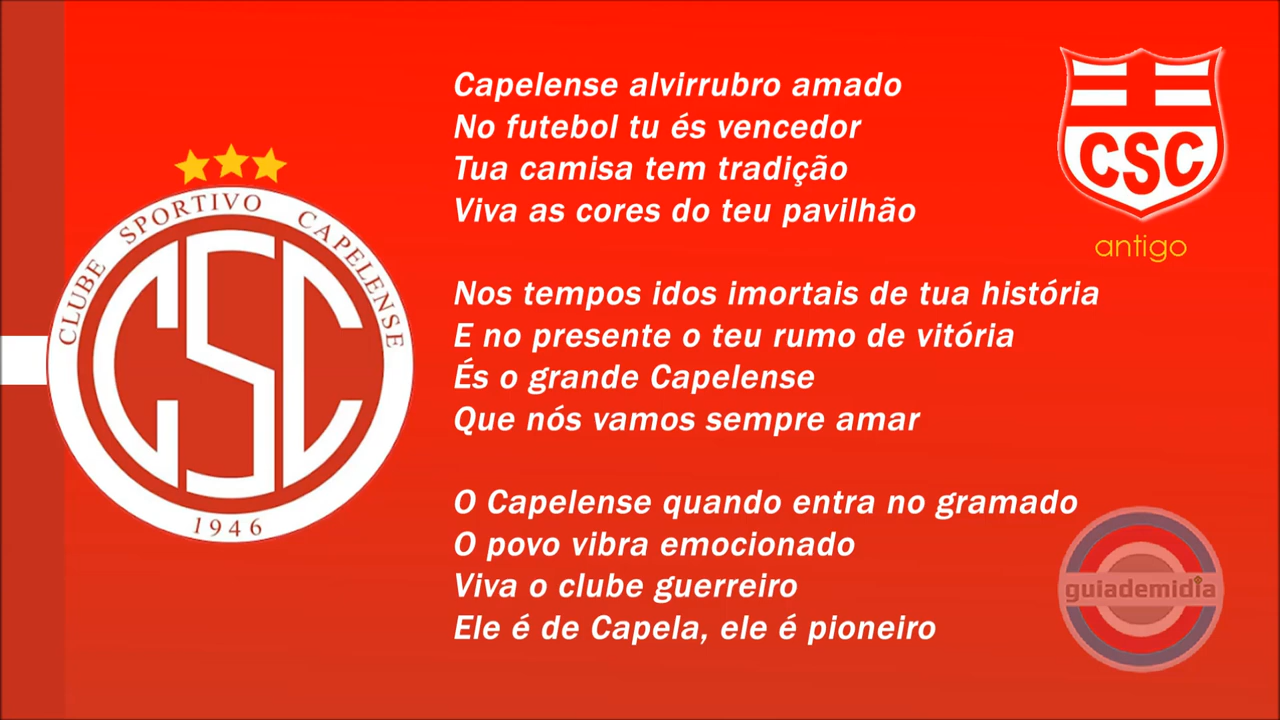 CLUBE SPORTIVO CAPELENSE
CSC
1946
Capelense alvirrubro amado
No futebol tu és vencedor
Tua camisa tem tradição
Viva as cores do teu pavilhão
Nos tempos idos imortais de tua história
E no presente o teu rumo de vitória
És o grande Capelense
Que nós vamos sempre amar
O Capelense quando entra no gramado
O povo vibra emocionado
Viva o clube guerreiro
Ele é de Capela, ele é pioneiro
CSC
antigo
guiademidia